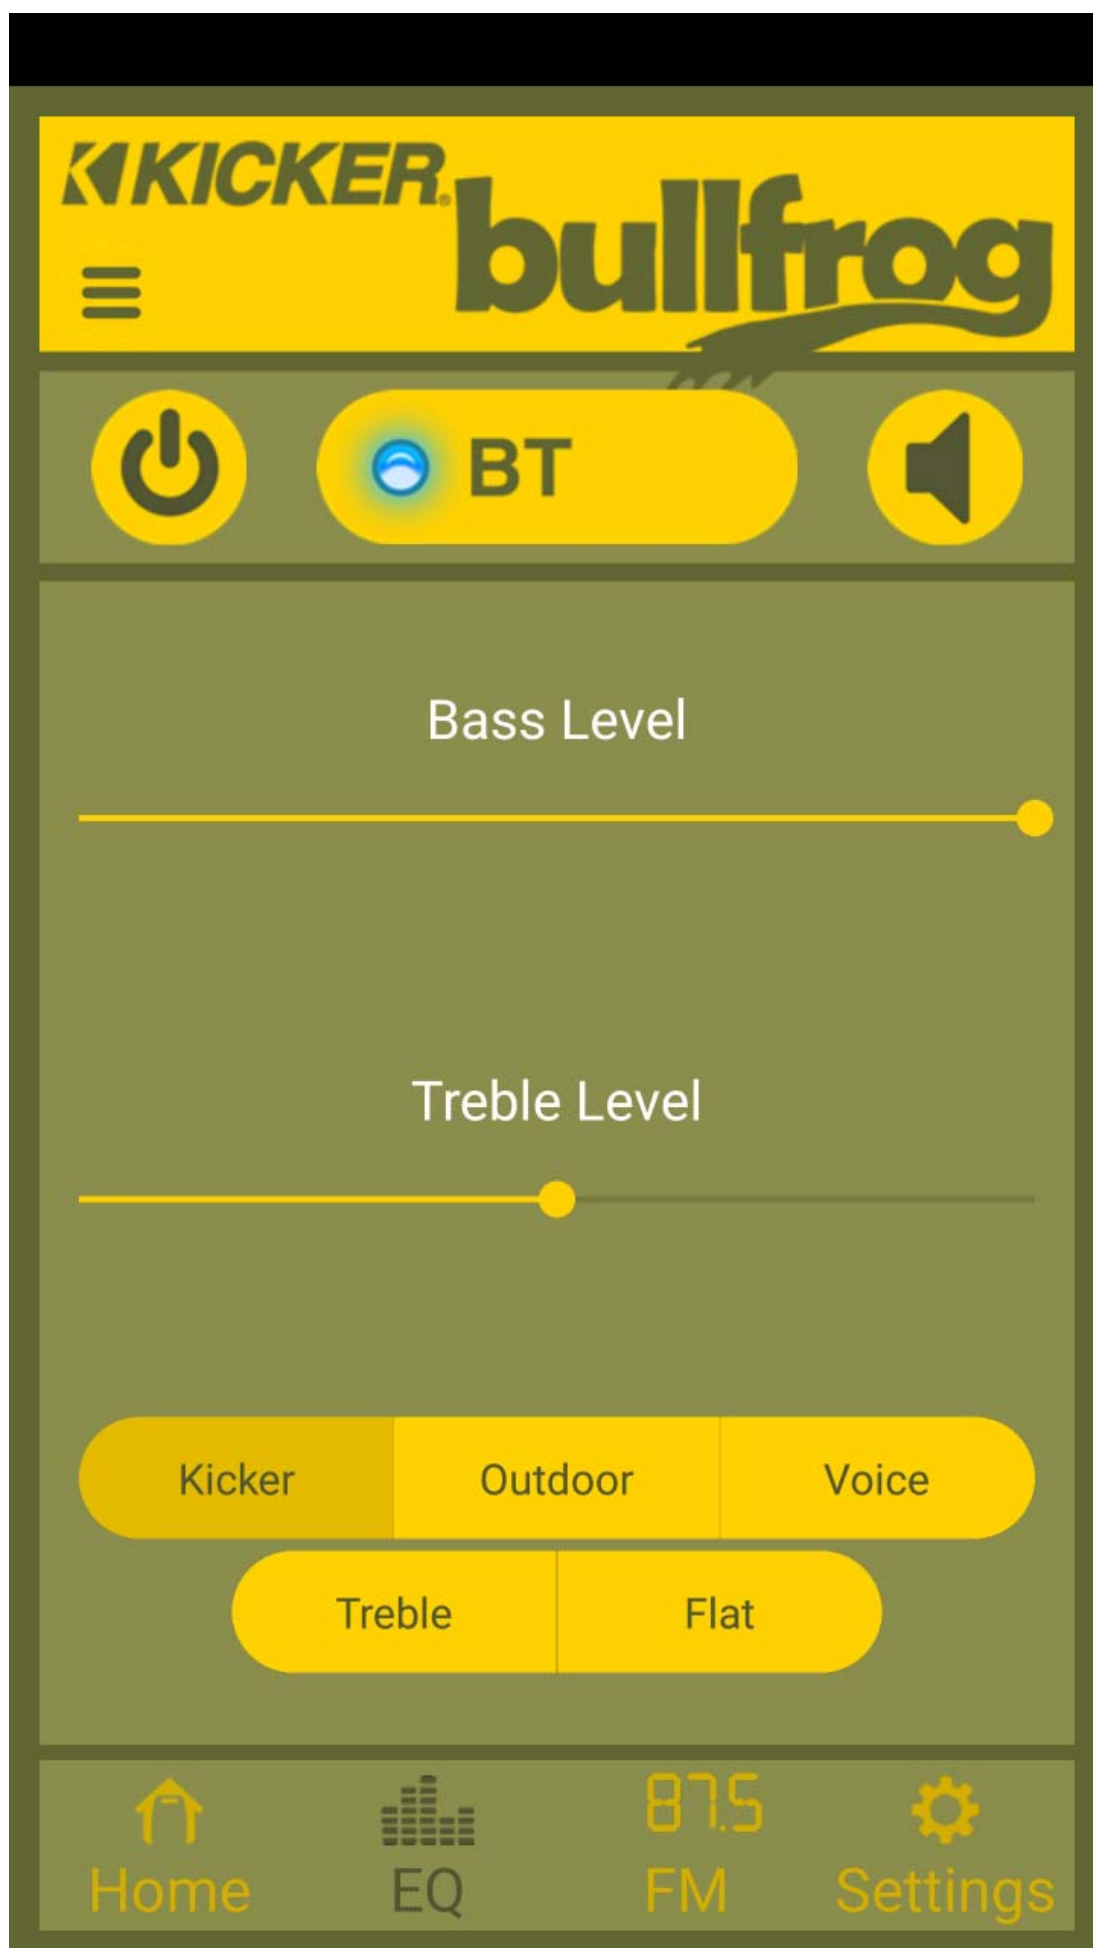 KICKER®
bullfrog
BT
Bass Level
Treble Level
Kicker Outdoor Voice
Treble Flat
87.5
Home EQ FM Settings